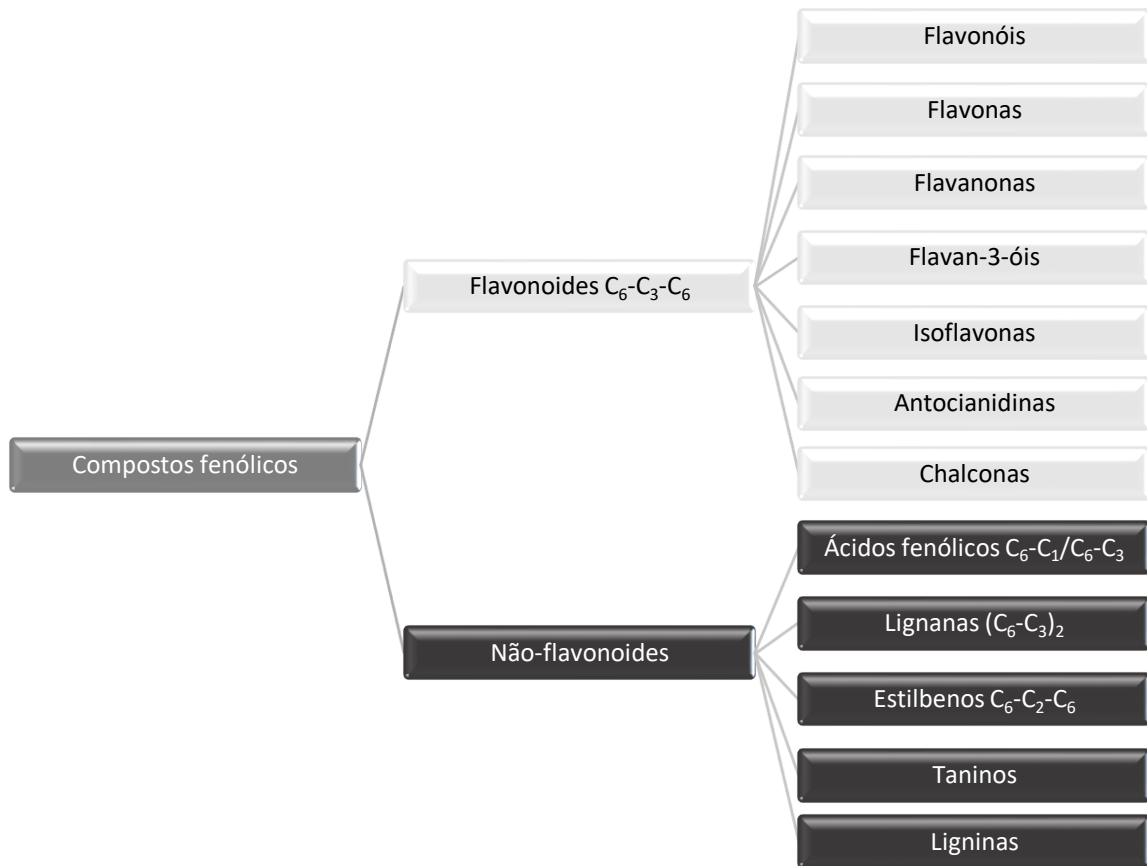 Compostos fenólicos
Flavonoides C₆-C₃-C₆
Flavonóis
Flavonas
Flavanonas
Flavan-3-óis
Isoflavonas
Antocianidinas
Chalconas
Não-flavonoides
Ácidos fenólicos C₆-C₁/C₆-C₃
Lignanas (C₆-C₃)₂
Estilbenos C₆-C₂-C₆
Taninos
Ligninas